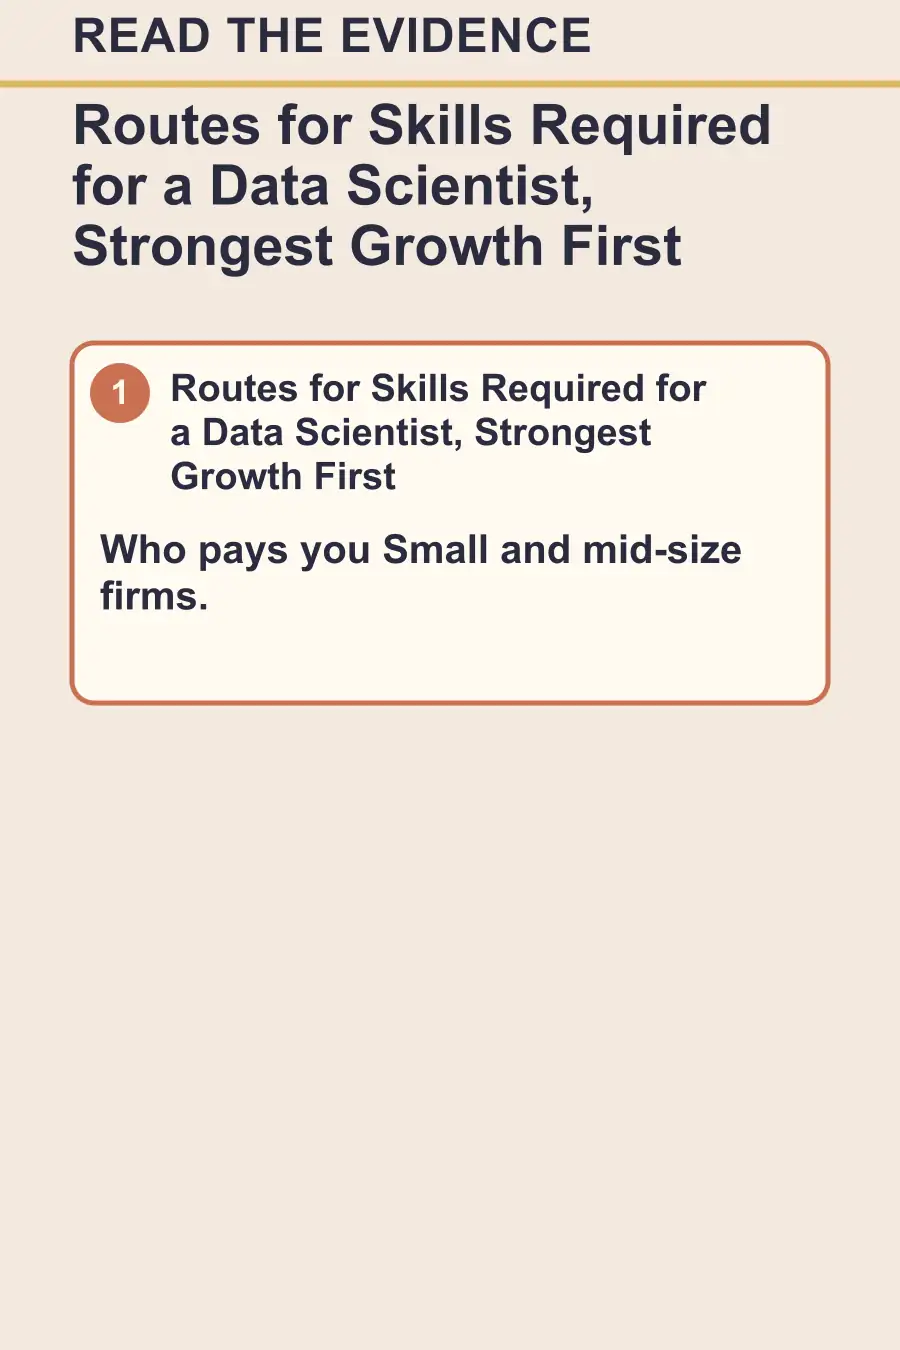 READ THE EVIDENCE
Routes for Skills Required
for a Data Scientist,
Strongest Growth First
1
Routes for Skills Required for
a Data Scientist, Strongest
Growth First
Who pays you Small and mid-size
firms.